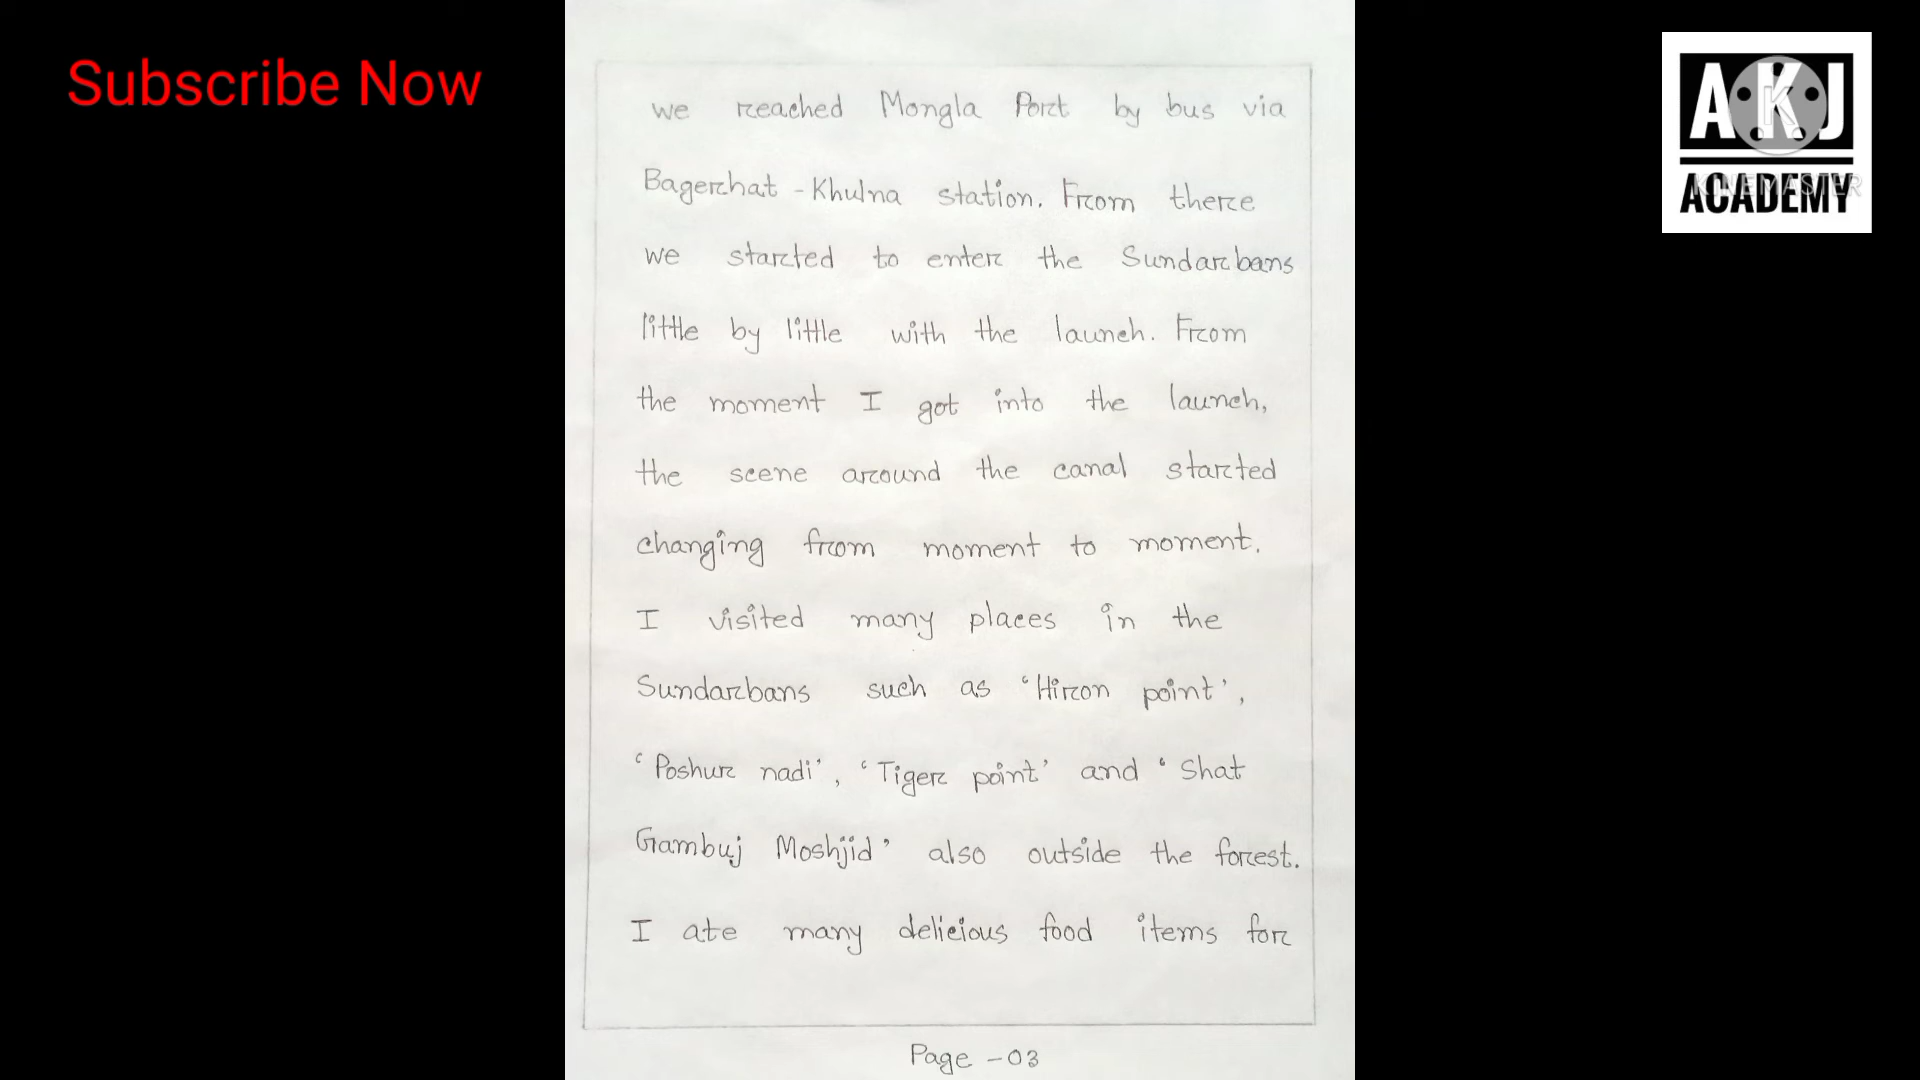 Subscribe Now
AKJ
ACADEMY
KINEMASTER
we reached Mongla Port by bus via
Bagerhat - Khulna station. From there
we started to enter the Sundarbans
little by little with the launch. From
the moment I got into the launch,
the scene around the canal started
changing from moment to moment.
I visited many places in the
Sundarbans such as 'Hiron point',
'Poshur nadi', 'Tiger point' and 'Shat
Gambuj Moshjid' also outside the forest.
I ate many delicious food items for
Page - 03